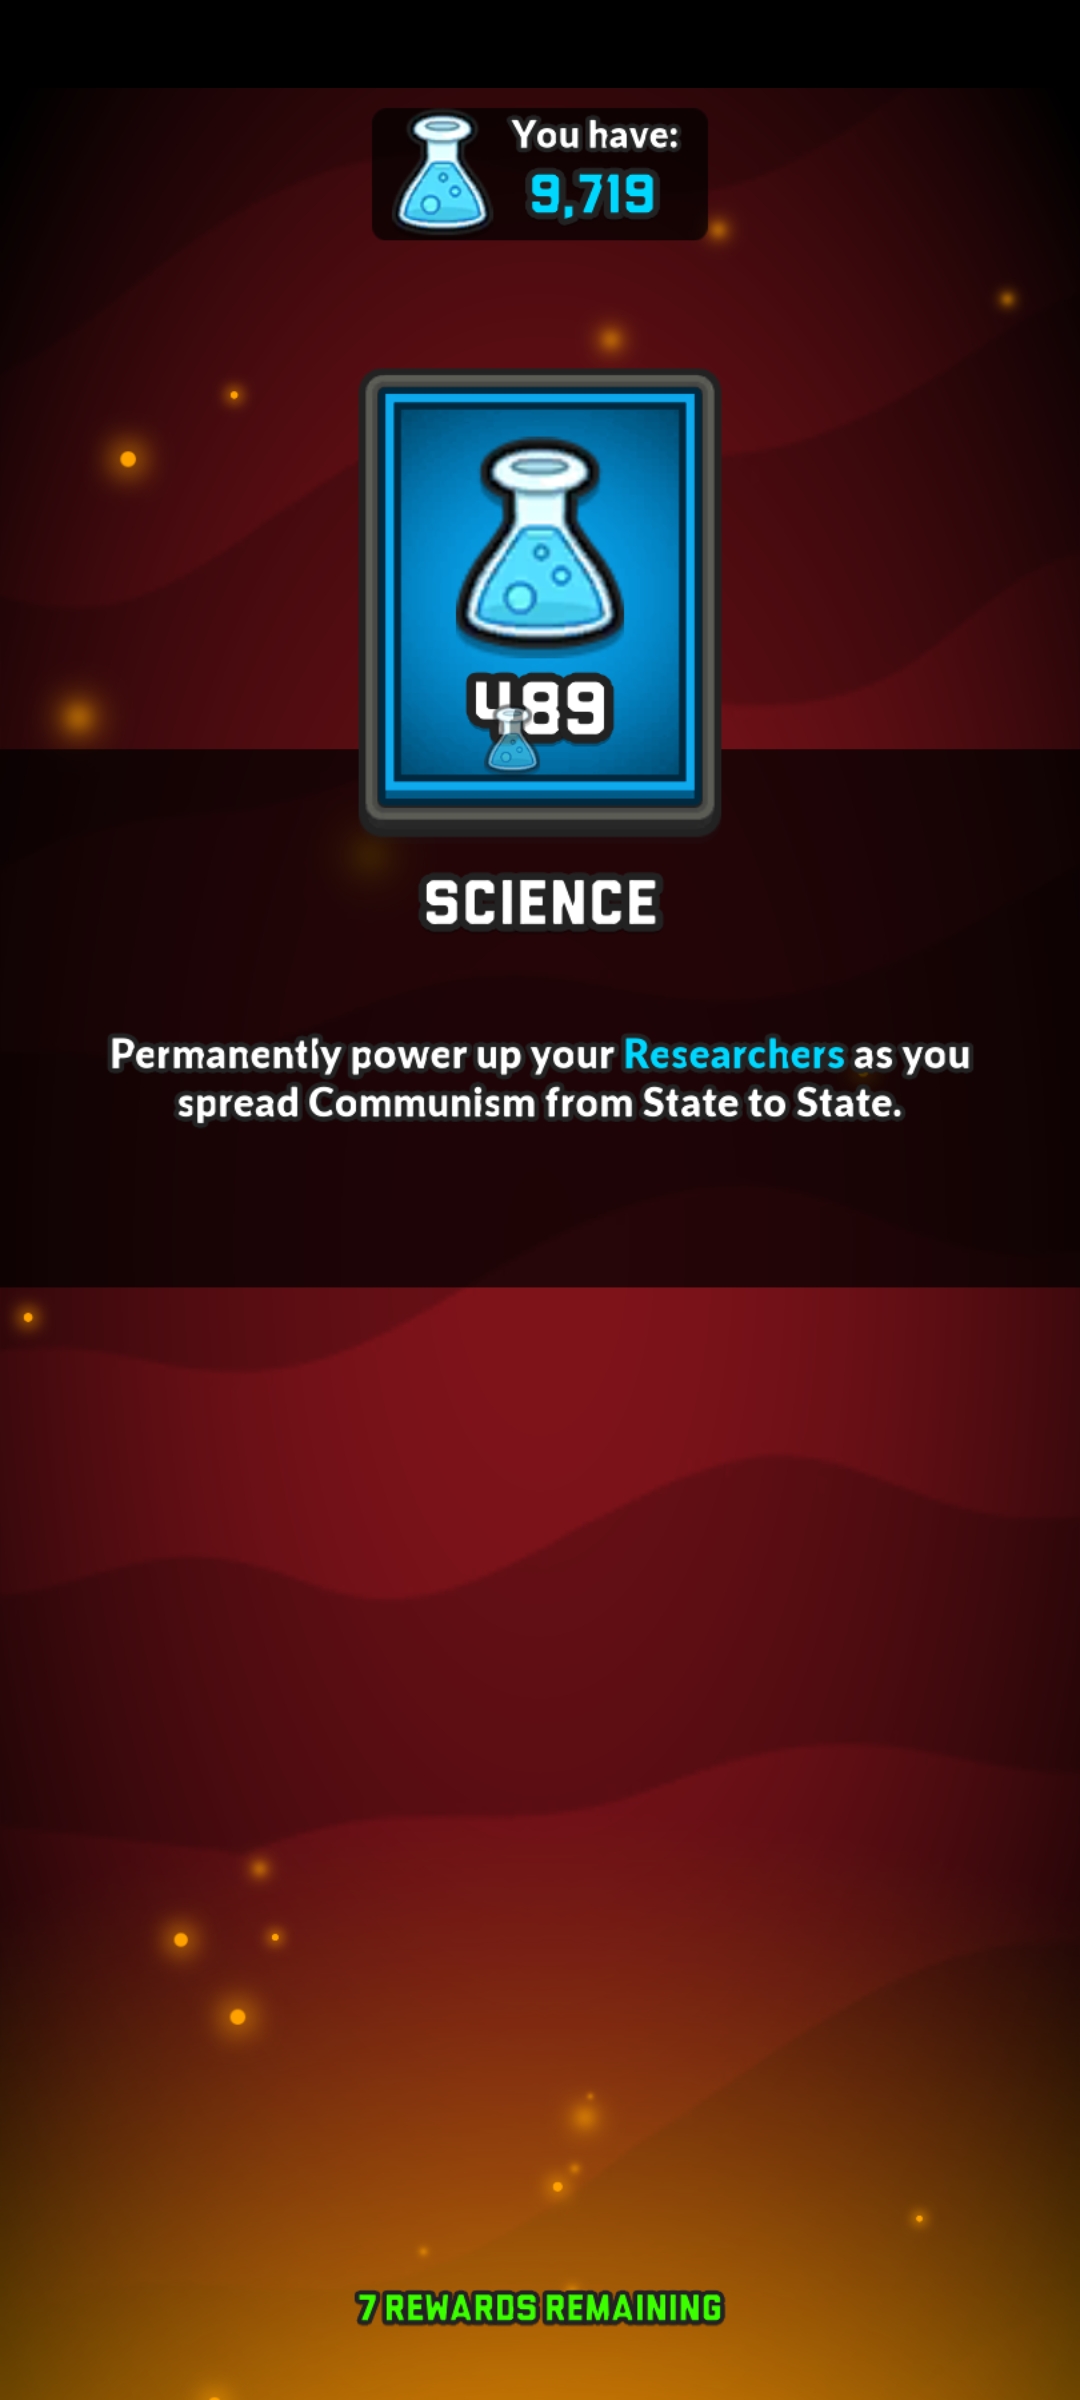 You have:
9,719
489
SCIENCE
Permanently power up your Researchers as you
spread Communism from State to State.
7 REWARDS REMAINING